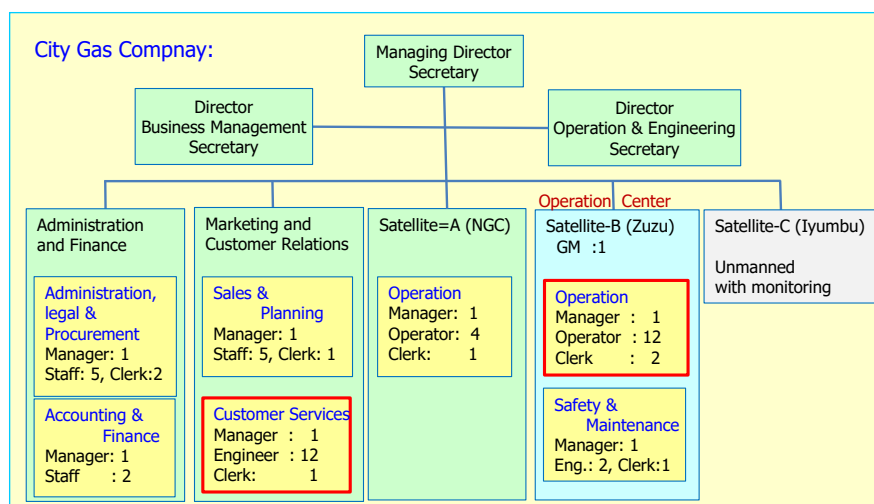 City Gas Compnay:
Managing Director
Secretary
Director
Business Management
Secretary
Director
Operation & Engineering
Secretary
Operation Center
Administration
and Finance
Administration,
legal &
Procurement
Manager: 1
Staff: 5, Clerk:2
Accounting &
Finance
Manager: 1
Staff : 2
Marketing and
Customer Relations
Sales &
Planning
Manager: 1
Staff: 5, Clerk: 1
Customer Services
Manager : 1
Engineer : 12
Clerk: 1
Satellite=A (NGC)
Operation
Manager: 1
Operator: 4
Clerk: 1
Satellite-B (Zuzu)
GM :1
Operation
Manager : 1
Operator : 12
Clerk : 2
Safety &
Maintenance
Manager: 1
Eng.: 2, Clerk:1
Satellite-C (Iyumbu)
Unmanned
with monitoring